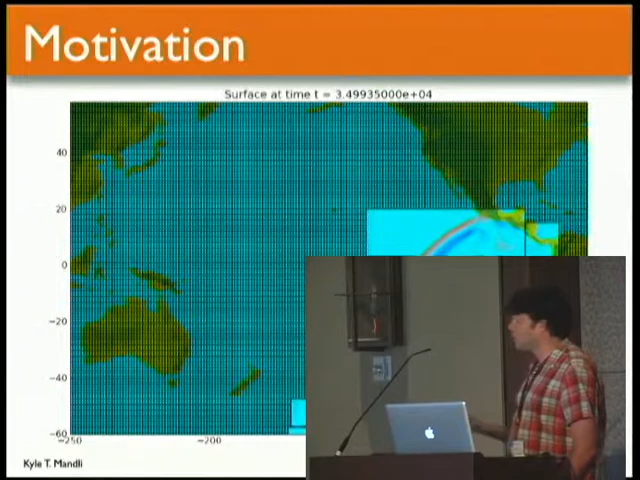 Motivation
Surface at time t = 3.49935000e+04
40
20
0
−20
−40
−60
−250
−200
Kyle T. Mandli